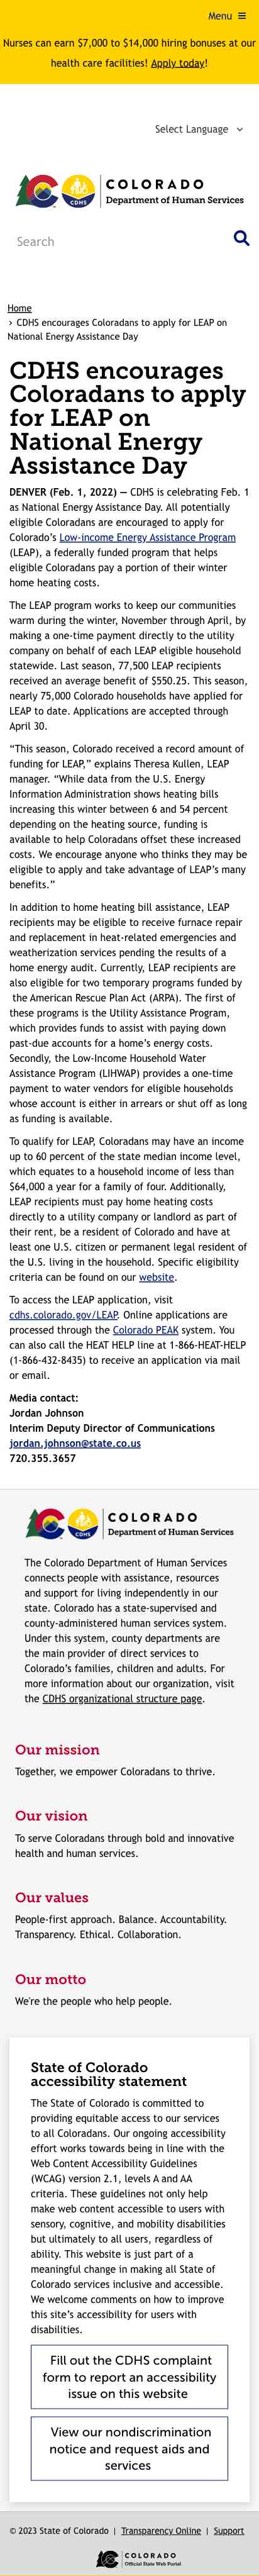 Menu
Nurses can earn $7,000 to $14,000 hiring bonuses at our
health care facilities! Apply today!
Select Language
CDHS
COLORADO
Department of Human Services
Search
Home
› CDHS encourages Coloradans to apply for LEAP on
National Energy Assistance Day
CDHS encourages
Coloradans to apply
for LEAP on
National Energy
Assistance Day
DENVER (Feb. 1, 2022) — CDHS is celebrating Feb. 1
as National Energy Assistance Day. All potentially
eligible Coloradans are encouraged to apply for
Colorado’s Low-income Energy Assistance Program
(LEAP), a federally funded program that helps
eligible Coloradans pay a portion of their winter
home heating costs.
The LEAP program works to keep our communities
warm during the winter, November through April, by
making a one-time payment directly to the utility
company on behalf of each LEAP eligible household
statewide. Last season, 77,500 LEAP recipients
received an average benefit of $550.25. This season,
nearly 75,000 Colorado households have applied for
LEAP to date. Applications are accepted through
April 30.
“This season, Colorado received a record amount of
funding for LEAP,” explains Theresa Kullen, LEAP
manager. “While data from the U.S. Energy
Information Administration shows heating bills
increasing this winter between 6 and 54 percent
depending on the heating source, funding is
available to help Coloradans offset these increased
costs. We encourage anyone who thinks they may be
eligible to apply and take advantage of LEAP’s many
benefits.”
In addition to home heating bill assistance, LEAP
recipients may be eligible to receive furnace repair
and replacement in heat-related emergencies and
weatherization services pending the results of a
home energy audit. Currently, LEAP recipients are
also eligible for two temporary programs funded by
the American Rescue Plan Act (ARPA). The first of
these programs is the Utility Assistance Program,
which provides funds to assist with paying down
past-due accounts for a home’s energy costs.
Secondly, the Low-Income Household Water
Assistance Program (LIHWAP) provides a one-time
payment to water vendors for eligible households
whose account is either in arrears or shut off as long
as funding is available.
To qualify for LEAP, Coloradans may have an income
up to 60 percent of the state median income level,
which equates to a household income of less than
$64,000 a year for a family of four. Additionally,
LEAP recipients must pay home heating costs
directly to a utility company or landlord as part of
their rent, be a resident of Colorado and have at
least one U.S. citizen or permanent legal resident of
U.S. living in the household. Specific eligibility
criteria can be found on our website.
To access the LEAP application, visit
cdhs.colorado.gov/LEAP. Online applications are
processed through the Colorado PEAK system. You
can also call the HEAT HELP line at 1-866-HEAT-HELP
(1-866-432-8435) to receive an application via mail
or email.
Media contact:
Jordan Johnson
Interim Deputy Director of Communications
jordan.johnson@state.co.us
720.355.3657
CDHS
COLORADO
Department of Human Services
The Colorado Department of Human Services
connects people with assistance, resources
and support for living independently in our
state. Colorado has a state-supervised and
county-administered human services system.
Under this system, county departments are
the main provider of direct services to
Colorado’s families, children and adults. For
more information about our organization, visit
the CDHS organizational structure page.
Our mission
Together, we empower Coloradans to thrive.
Our vision
To serve Coloradans through bold and innovative
health and human services.
Our values
People-first approach. Balance. Accountability.
Transparency. Ethical. Collaboration.
Our motto
We're the people who help people.
State of Colorado
accessibility statement
The State of Colorado is committed to
providing equitable access to our services
to all Coloradans. Our ongoing accessibility
effort works towards being in line with the
Web Content Accessibility Guidelines
(WCAG) version 2.1, levels A and AA
criteria. These guidelines not only help
make web content accessible to users with
sensory, cognitive, and mobility disabilities
but ultimately to all users, regardless of
ability. This website is just part of a
meaningful change in making all State of
Colorado services inclusive and accessible.
We welcome comments on how to improve
this site’s accessibility for users with
disabilities.
Fill out the CDHS complaint
form to report an accessibility
issue on this website
View our nondiscrimination
notice and request aids and
services
© 2023 State of Colorado | Transparency Online | Support
COLORADO
Official State Web Portal